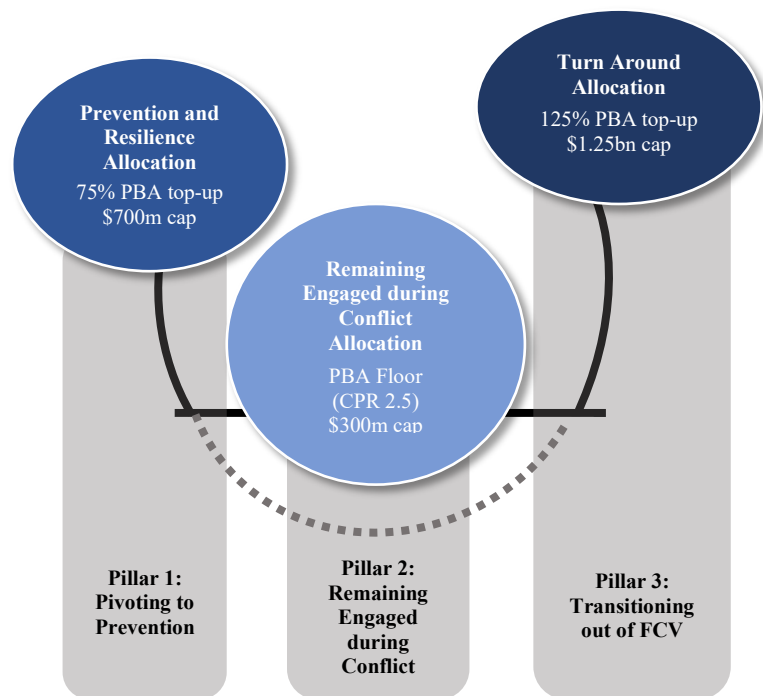 Prevention and
Resilience
Allocation
75% PBA top-up
$700m cap
Remaining
Engaged during
Conflict
Allocation
PBA Floor
(CPR 2.5)
$300m cap
Turn Around
Allocation
125% PBA top-up
$1.25bn cap
Pillar 1:
Pivoting to
Prevention
Pillar 2:
Remaining
Engaged
during
Conflict
Pillar 3:
Transitioning
out of FCV